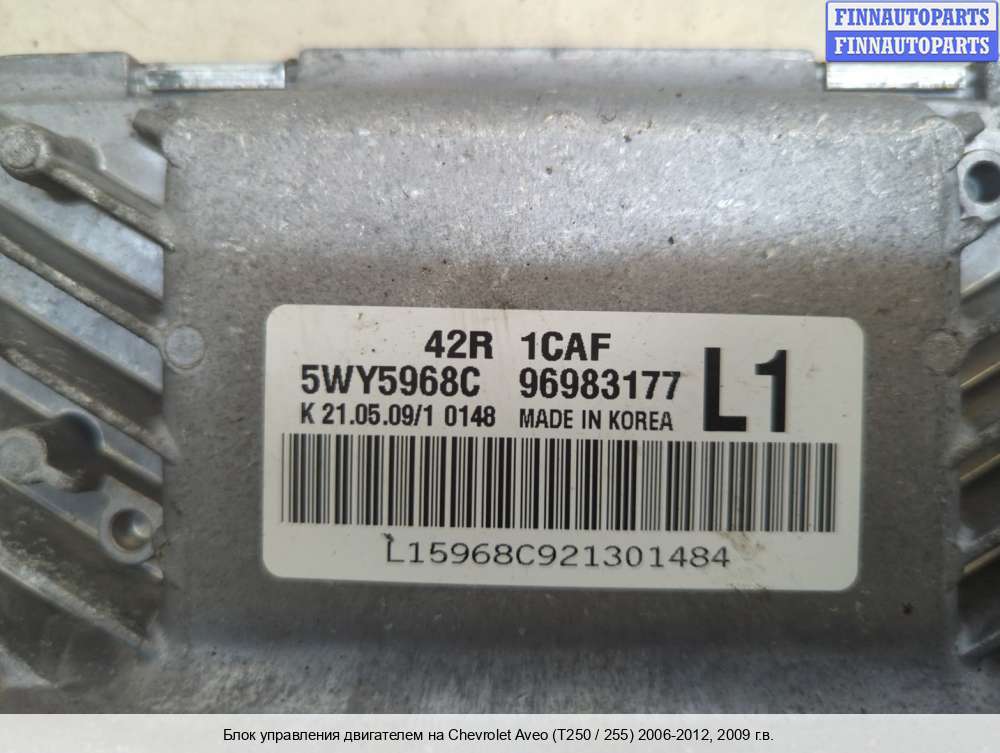 FINNAUTOPARTS
FINNAUTOPARTS
42R 1CAF
5WY5968C 96983177 L1
K 21.05.09/1 0148 MADE IN KOREA
L15968C921301484
Блок управления двигателем на Chevrolet Aveo (T250 / 255) 2006-2012, 2009 г.в.